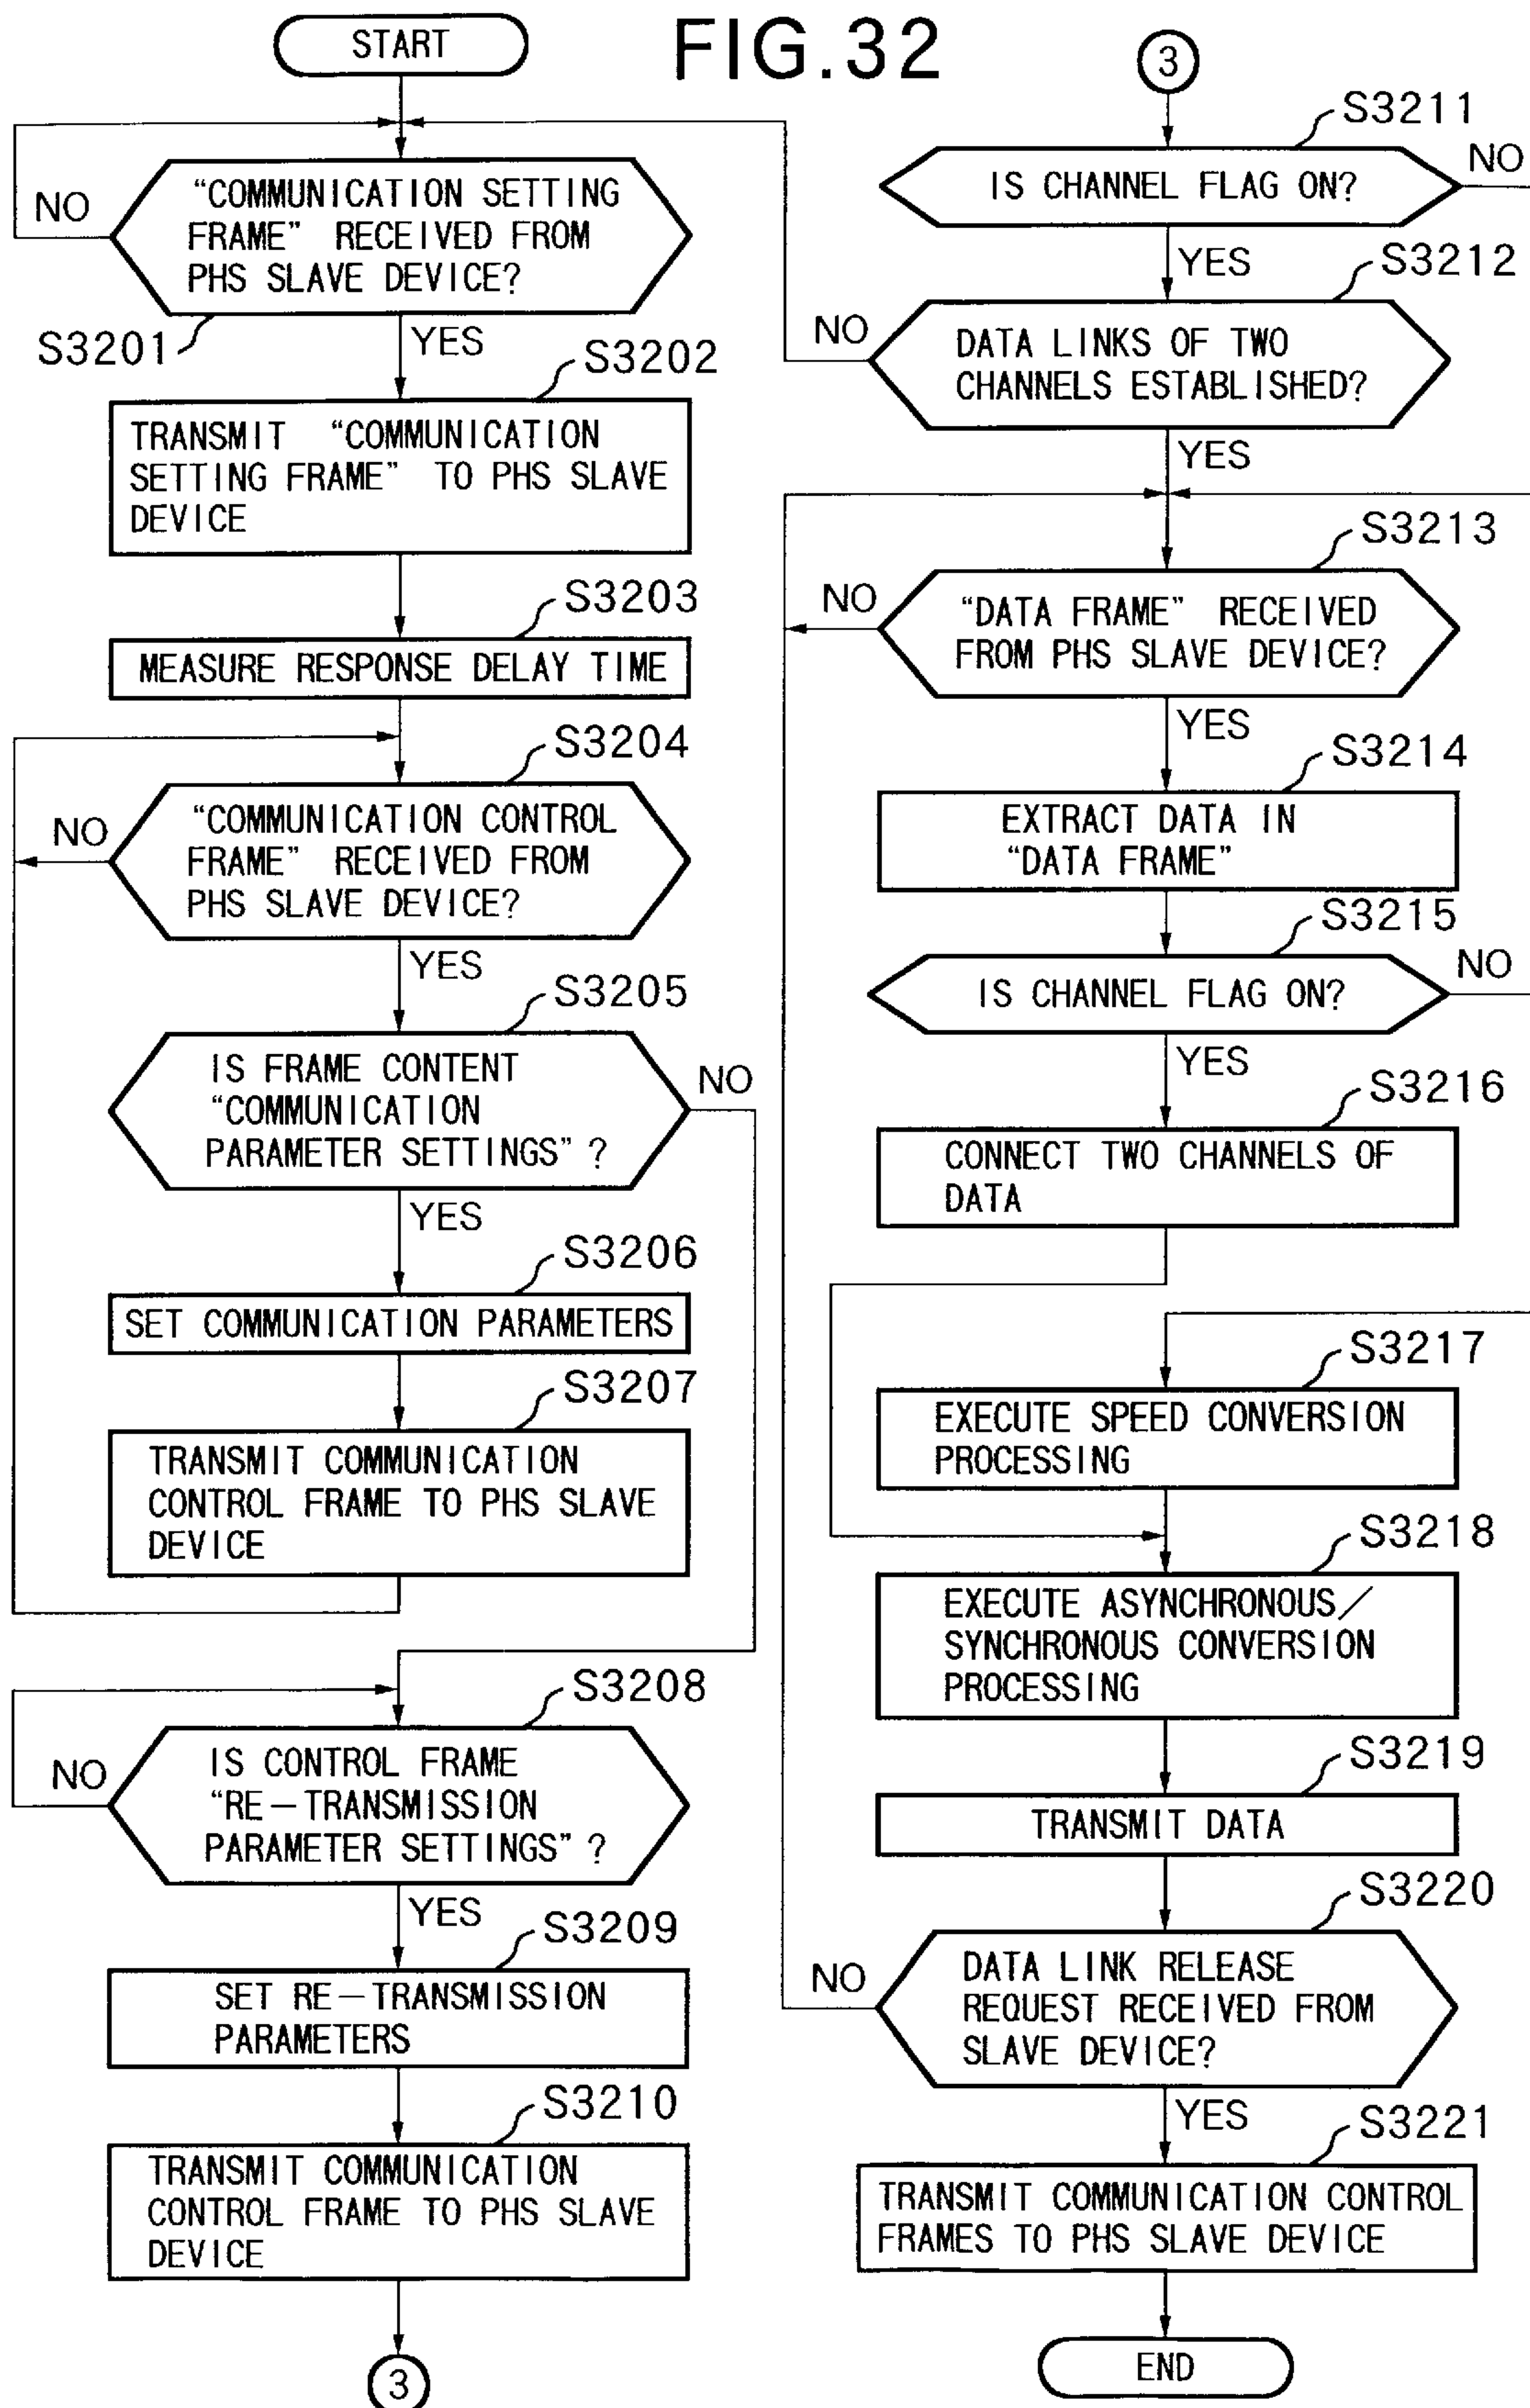 FIG.32
START
NO
“COMMUNICATION SETTING
FRAME” RECEIVED FROM
PHS SLAVE DEVICE?
S3201
YES
S3202
TRANSMIT “COMMUNICATION
SETTING FRAME” TO PHS SLAVE
DEVICE
S3203
MEASURE RESPONSE DELAY TIME
S3204
NO
“COMMUNICATION CONTROL
FRAME” RECEIVED FROM
PHS SLAVE DEVICE?
YES
S3205
IS FRAME CONTENT
“COMMUNICATION
PARAMETER SETTINGS”?
NO
YES
S3206
SET COMMUNICATION PARAMETERS
S3207
TRANSMIT COMMUNICATION
CONTROL FRAME TO PHS SLAVE
DEVICE
S3208
NO
IS CONTROL FRAME
“RE-TRANSMISSION
PARAMETER SETTINGS”?
YES
S3209
SET RE-TRANSMISSION
PARAMETERS
S3210
TRANSMIT COMMUNICATION
CONTROL FRAME TO PHS SLAVE
DEVICE
3
3
S3211
IS CHANNEL FLAG ON?
NO
YES
S3212
NO
DATA LINKS OF TWO
CHANNELS ESTABLISHED?
YES
S3213
NO
“DATA FRAME” RECEIVED
FROM PHS SLAVE DEVICE?
YES
S3214
EXTRACT DATA IN
“DATA FRAME”
S3215
IS CHANNEL FLAG ON?
NO
YES
S3216
CONNECT TWO CHANNELS OF
DATA
S3217
EXECUTE SPEED CONVERSION
PROCESSING
S3218
EXECUTE ASYNCHRONOUS/
SYNCHRONOUS CONVERSION
PROCESSING
S3219
TRANSMIT DATA
S3220
NO
DATA LINK RELEASE
REQUEST RECEIVED FROM
SLAVE DEVICE?
YES
S3221
TRANSMIT COMMUNICATION CONTROL
FRAMES TO PHS SLAVE DEVICE
END